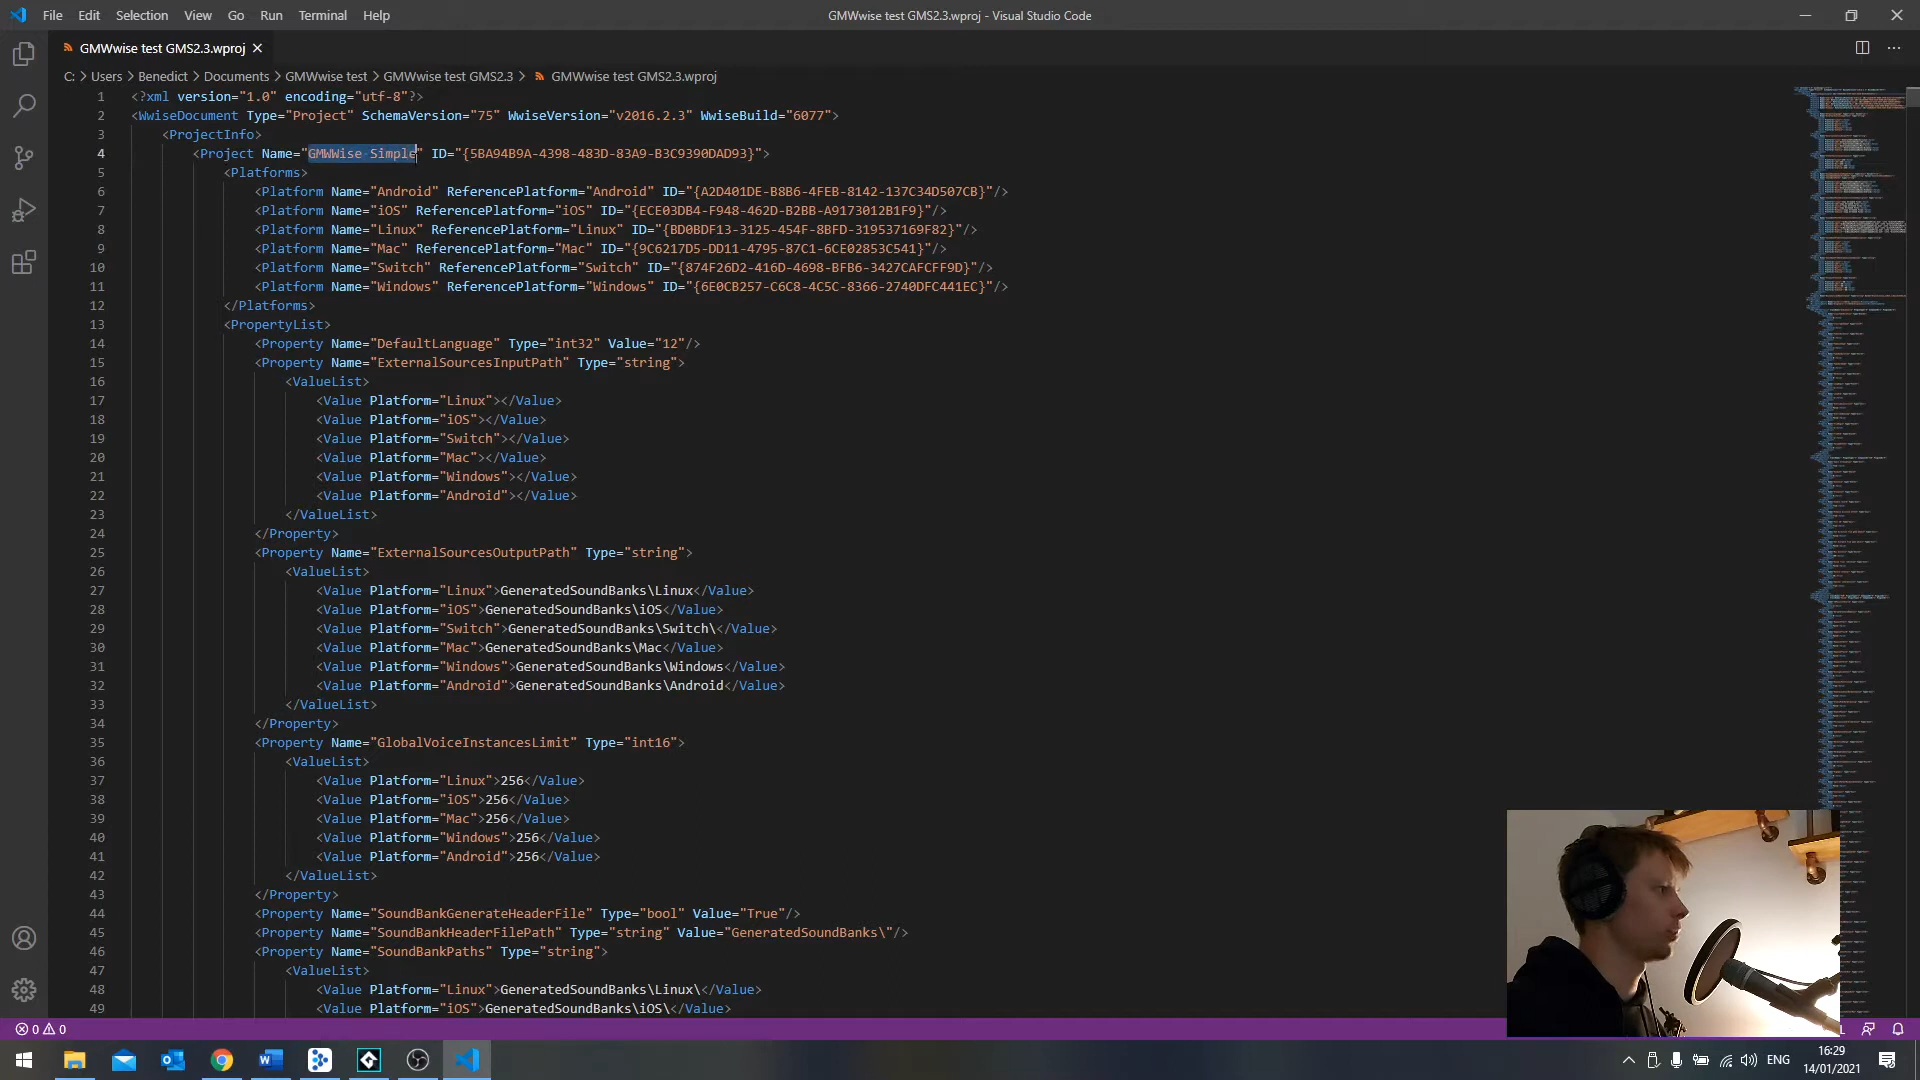 File Edit Selection View Go Run Terminal Help
GMWwise test GMS2.3.wproj - Visual Studio Code
GMWwise test GMS2.3.wproj
C: > Users > Benedict > Documents > GMWwise test > GMWwise test GMS2.3 > GMWwise test GMS2.3.wproj
1 <?xml version="1.0" encoding="utf-8"?>
2 <WwiseDocument Type="Project" SchemaVersion="75" WwiseVersion="v2016.2.3" WwiseBuild="6077">
3 <ProjectInfo>
4 <Project Name="GMWWise Simple" ID="{5BA94B9A-4398-483D-83A9-B3C9390DAD93}">
5 <Platforms>
6 <Platform Name="Android" ReferencePlatform="Android" ID="{A2D401DE-B8B6-4FEB-8142-137C34D507CB}"/>
7 <Platform Name="iOS" ReferencePlatform="iOS" ID="{ECE03DB4-F948-462D-B2BB-A9173012B1F9}"/>
8 <Platform Name="Linux" ReferencePlatform="Linux" ID="{BD0BDF13-3125-454F-8BFD-319537169F82}"/>
9 <Platform Name="Mac" ReferencePlatform="Mac" ID="{9C6217D5-DD11-4795-87C1-6CE02853C541}"/>
10 <Platform Name="Switch" ReferencePlatform="Switch" ID="{874F26D2-416D-4698-BFB6-3427CAFCFF9D}"/>
11 <Platform Name="Windows" ReferencePlatform="Windows" ID="{6E0CB257-C6C8-4C5C-8366-2740DFC441EC}"/>
12 </Platforms>
13 <PropertyList>
14 <Property Name="DefaultLanguage" Type="int32" Value="12"/>
15 <Property Name="ExternalSourcesInputPath" Type="string">
16 <ValueList>
17 <Value Platform="Linux"></Value>
18 <Value Platform="iOS"></Value>
19 <Value Platform="Switch"></Value>
20 <Value Platform="Mac"></Value>
21 <Value Platform="Windows"></Value>
22 <Value Platform="Android"></Value>
23 </ValueList>
24 </Property>
25 <Property Name="ExternalSourcesOutputPath" Type="string">
26 <ValueList>
27 <Value Platform="Linux">GeneratedSoundBanks\Linux</Value>
28 <Value Platform="iOS">GeneratedSoundBanks\iOS</Value>
29 <Value Platform="Switch">GeneratedSoundBanks\Switch\</Value>
30 <Value Platform="Mac">GeneratedSoundBanks\Mac</Value>
31 <Value Platform="Windows">GeneratedSoundBanks\Windows</Value>
32 <Value Platform="Android">GeneratedSoundBanks\Android</Value>
33 </ValueList>
34 </Property>
35 <Property Name="GlobalVoiceInstancesLimit" Type="int16">
36 <ValueList>
37 <Value Platform="Linux">256</Value>
38 <Value Platform="iOS">256</Value>
39 <Value Platform="Mac">256</Value>
40 <Value Platform="Windows">256</Value>
41 <Value Platform="Android">256</Value>
42 </ValueList>
43 </Property>
44 <Property Name="SoundBankGenerateHeaderFile" Type="bool" Value="True"/>
45 <Property Name="SoundBankHeaderFilePath" Type="string" Value="GeneratedSoundBanks\"/>
46 <Property Name="SoundBankPaths" Type="string">
47 <ValueList>
48 <Value Platform="Linux">GeneratedSoundBanks\Linux\</Value>
49 <Value Platform="iOS">GeneratedSoundBanks\iOS\</Value>
0 0
ENG
16:29
14/01/2021